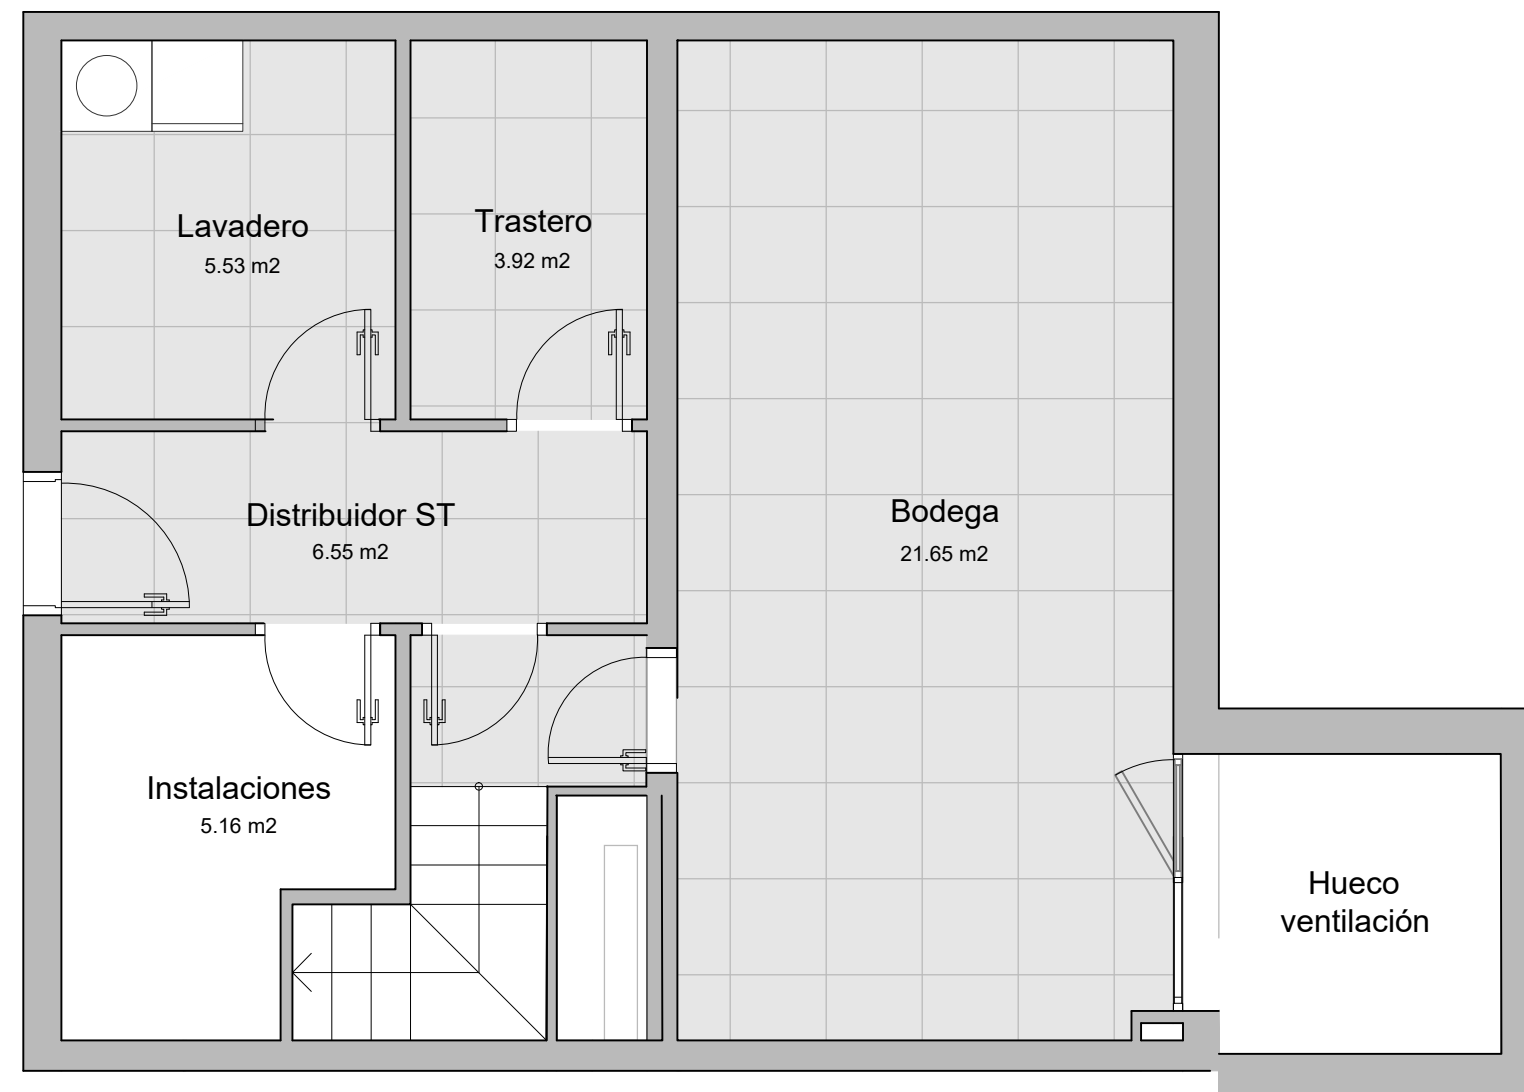 Lavadero
5.53 m2
Trastero
3.92 m2
Distribuidor ST
6.55 m2
Bodega
21.65 m2
Instalaciones
5.16 m2
Hueco
ventilación